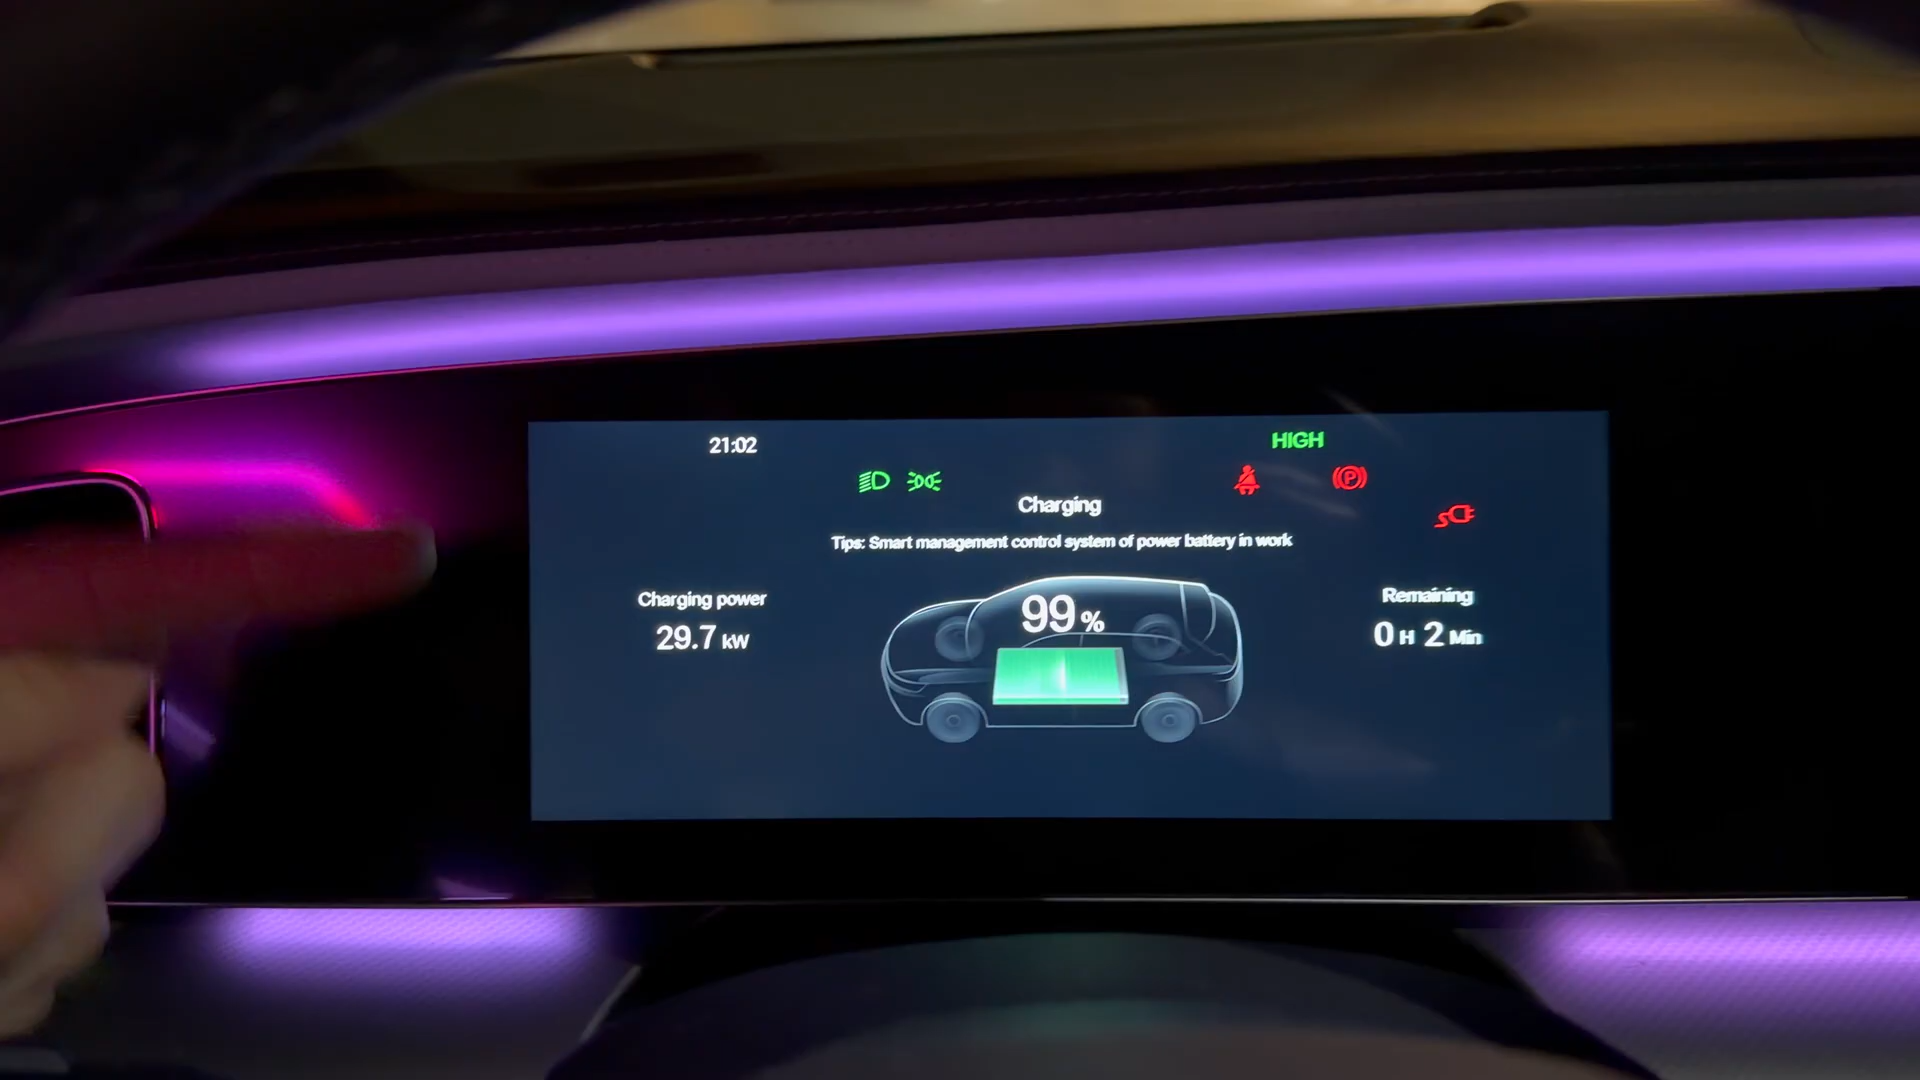 21:02
HIGH
Charging
Tips: Smart management control system of power battery in work
Charging power
29.7 kW
99 %
Remaining
0 H 2 Min